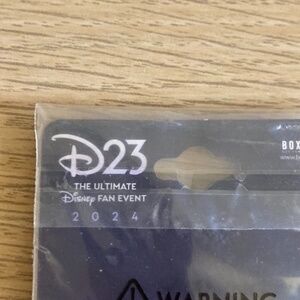 D23
THE ULTIMATE
Disney FAN EVENT
2024
BOX
WARNING